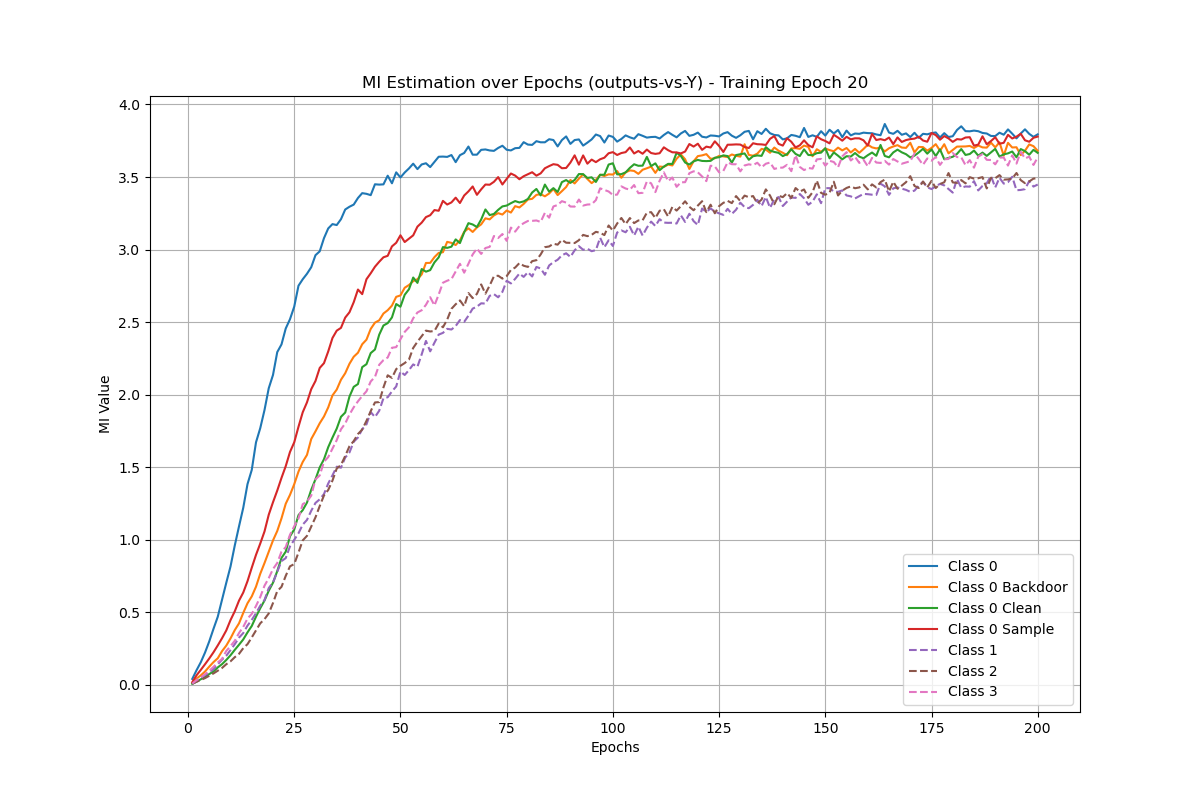 MI Estimation over Epochs (outputs-vs-Y) - Training Epoch 20
MI Value
4.0
3.5
3.0
2.5
2.0
1.5
1.0
0.5
0.0
0 25 50 75 100 125 150 175 200
Epochs
Class 0
Class 0 Backdoor
Class 0 Clean
Class 0 Sample
Class 1
Class 2
Class 3